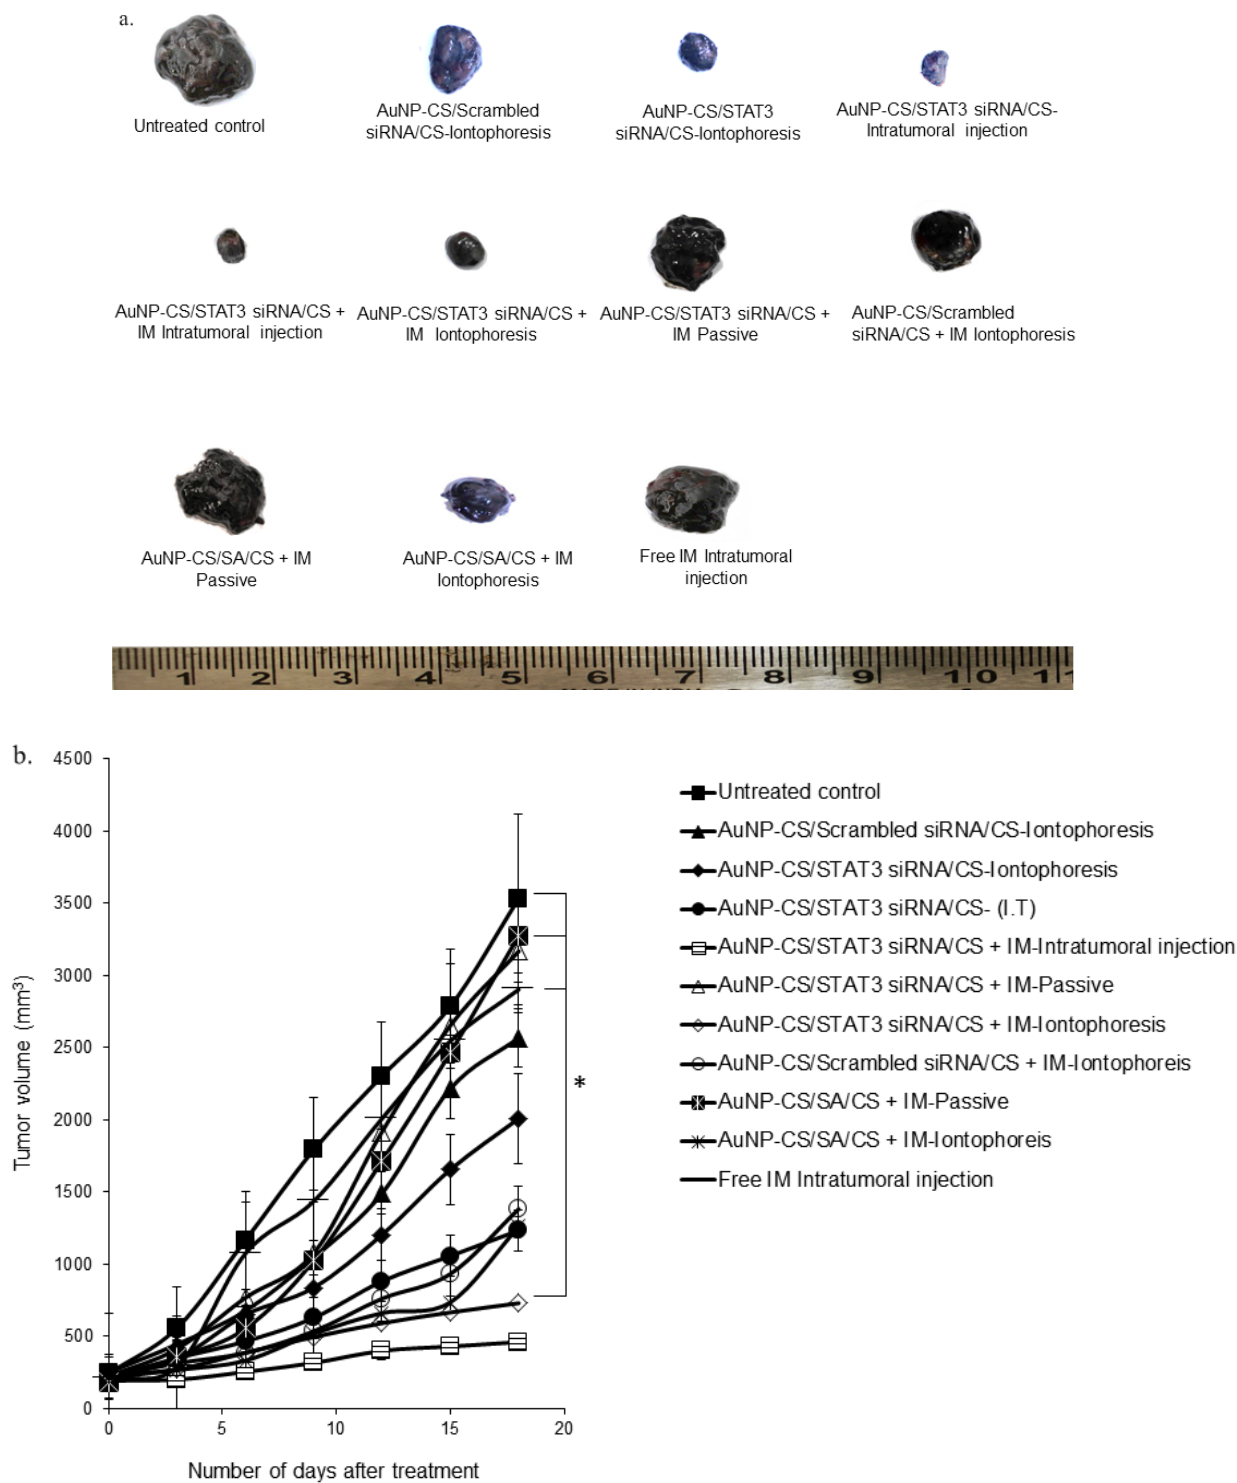 a.
Untreated control
AuNP-CS/Scrambled
siRNA/CS-Iontophoresis
AuNP-CS/STAT3
siRNA/CS-Iontophoresis
AuNP-CS/STAT3 siRNA/CS-
Intratumoral injection
AuNP-CS/STAT3 siRNA/CS +
IM Intratumoral injection
AuNP-CS/STAT3 siRNA/CS +
IM Iontophoresis
AuNP-CS/STAT3 siRNA/CS +
IM Passive
AuNP-CS/Scrambled
siRNA/CS + IM Iontophoresis
AuNP-CS/SA/CS + IM
Passive
AuNP-CS/SA/CS + IM
Iontophoresis
Free IM Intratumoral
injection
1 2 3 4 5 6 7 8 9 10 11
b.
4500
4000
3500
3000
2500
2000
1500
1000
500
0
Tumor volume (mm³)
0 5 10 15 20
Number of days after treatment
*
Untreated control
AuNP-CS/Scrambled siRNA/CS-Iontophoresis
AuNP-CS/STAT3 siRNA/CS-Iontophoresis
AuNP-CS/STAT3 siRNA/CS- (I.T)
AuNP-CS/STAT3 siRNA/CS + IM-Intratumoral injection
AuNP-CS/STAT3 siRNA/CS + IM-Passive
AuNP-CS/STAT3 siRNA/CS + IM-Iontophoresis
AuNP-CS/Scrambled siRNA/CS + IM-Iontophoreis
AuNP-CS/SA/CS + IM-Passive
AuNP-CS/SA/CS + IM-Iontophoreis
Free IM Intratumoral injection